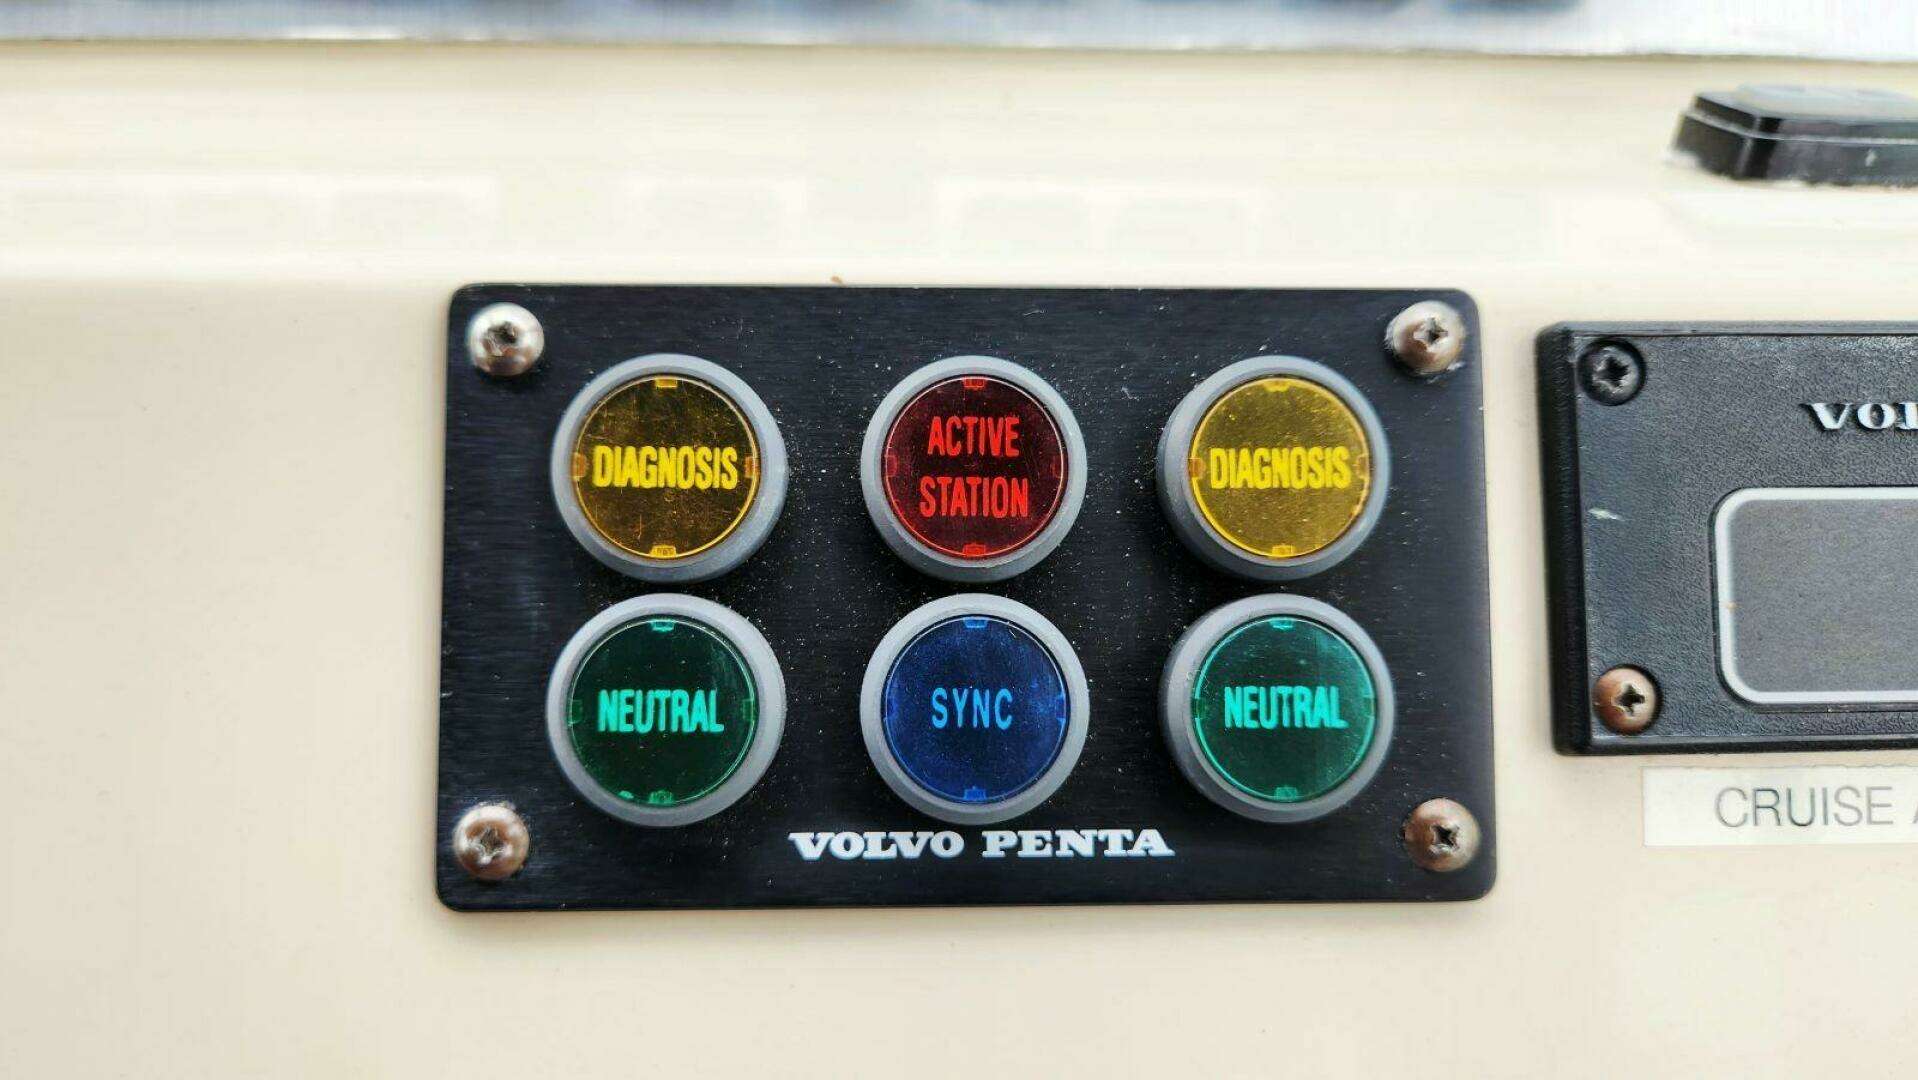 DIAGNOSIS
ACTIVE
STATION
DIAGNOSIS
NEUTRAL
SYNC
NEUTRAL
VOLVO PENTA
CRUISE